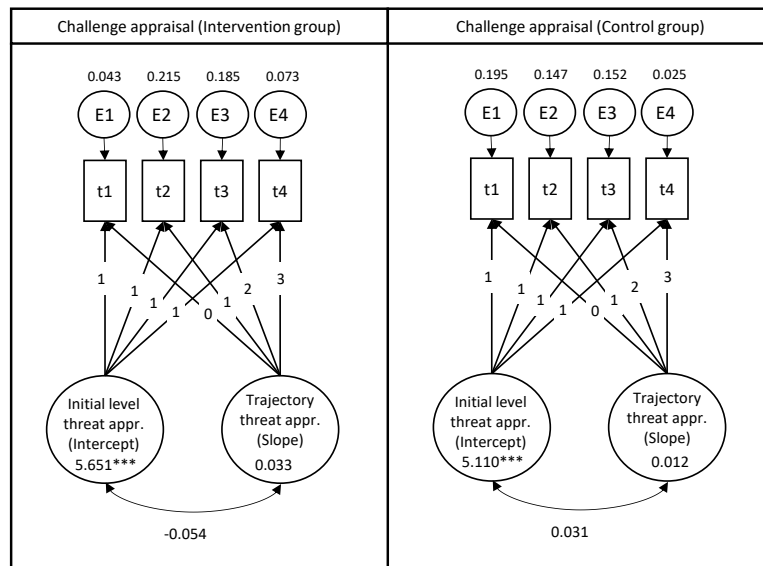 Challenge appraisal (Intervention group)
0.043 0.215 0.185 0.073
E1 E2 E3 E4
t1 t2 t3 t4
1 1 1 1 0 1 2 3
Initial level
threat appr.
(Intercept)
5.651***
Trajectory
threat appr.
(Slope)
0.033
-0.054
Challenge appraisal (Control group)
0.195 0.147 0.152 0.025
E1 E2 E3 E4
t1 t2 t3 t4
1 1 1 1 0 1 2 3
Initial level
threat appr.
(Intercept)
5.110***
Trajectory
threat appr.
(Slope)
0.012
0.031